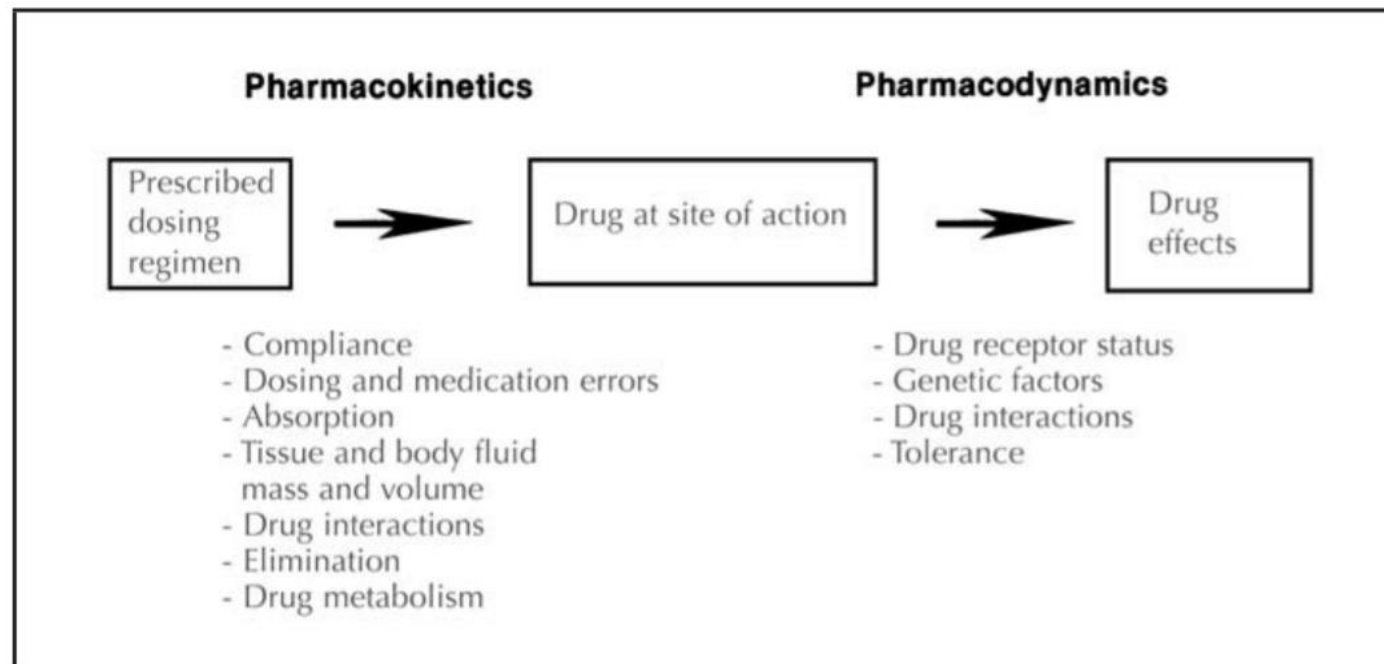 Pharmacokinetics
Pharmacodynamics
Prescribed
dosing
regimen
Drug at site of action
Drug
effects
- Compliance
- Dosing and medication errors
- Absorption
- Tissue and body fluid
mass and volume
- Drug interactions
- Elimination
- Drug metabolism
- Drug receptor status
- Genetic factors
- Drug interactions
- Tolerance